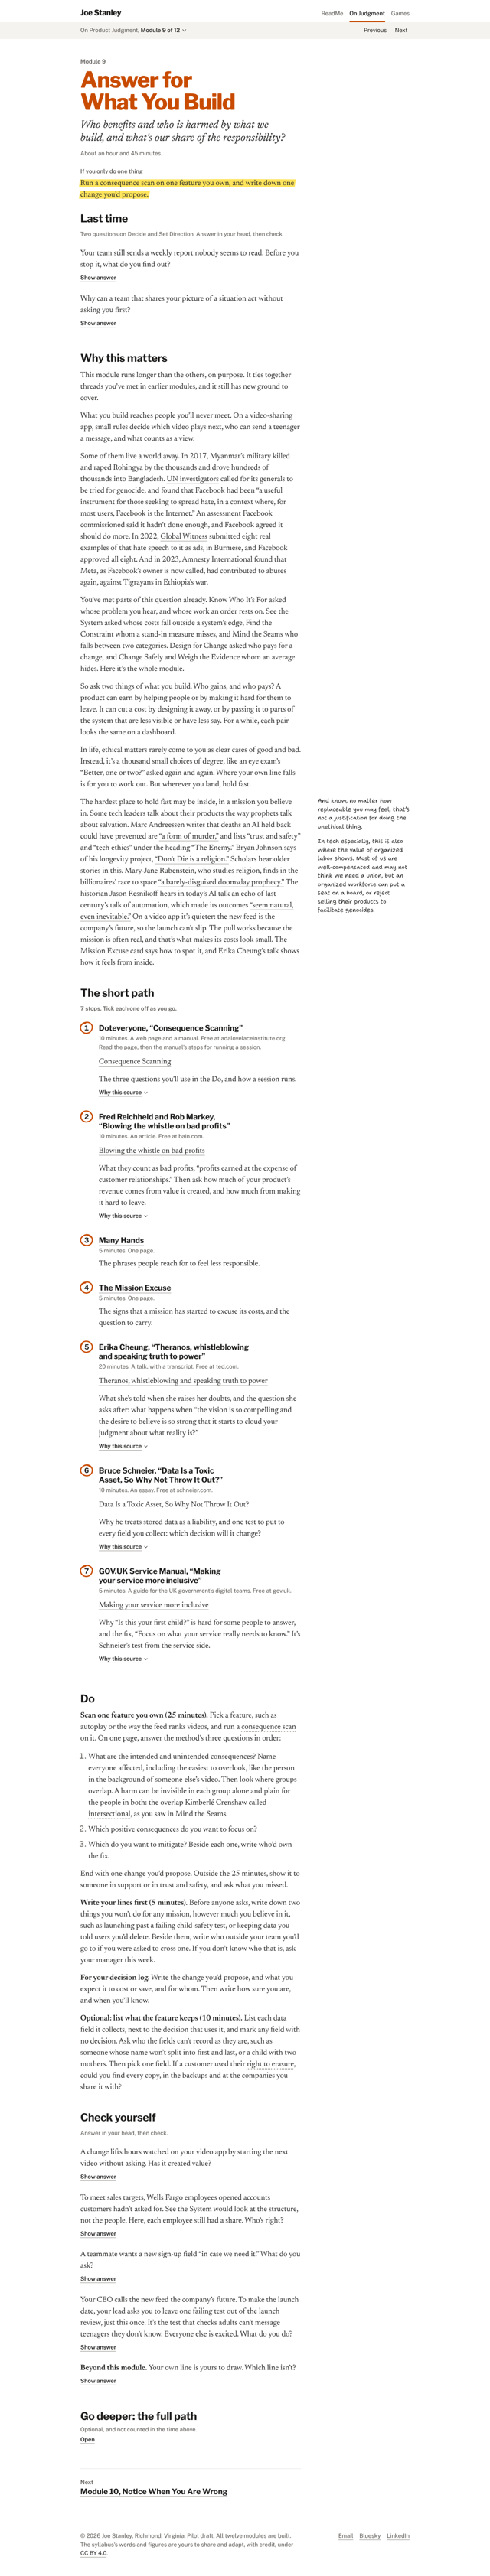 Joe Stanley
ReadMe On Judgment Games
On Product Judgment, Module 9 of 12
Previous Next
Module 9
Answer for
What You Build
Who benefits and who is harmed by what we
build, and what's our share of the responsibility?
About an hour and 45 minutes.
If you only do one thing
Run a consequence scan on one feature you own, and write down one
change you'd propose.
Last time
Two questions on Decide and Set Direction. Answer in your head, then check.
Your team still sends a weekly report nobody seems to read. Before you
stop it, what do you find out?
Show answer
Why can a team that shares your picture of a situation act without
asking you first?
Show answer
Why this matters
This module runs longer than the others, on purpose. It ties together
threads you've met in earlier modules, and it still has new ground to
cover.
What you build reaches people you'll never meet. On a video-sharing
app, small rules decide which video plays next, who can send a teenager
a message, and what counts as a view.
Some of them live a world away. In 2017, Myanmar's military killed
and raped Rohingya by the thousands and drove hundreds of
thousands into Bangladesh. UN investigators called for its generals to
be tried for genocide, and found that Facebook had been “a useful
instrument for those seeking to spread hate, in a context where, for
most users, Facebook is the Internet.” An assessment Facebook
commissioned said it hadn't done enough, and Facebook agreed it
should do more. In 2022, Global Witness submitted eight real
examples of that hate speech to it as ads, in Burmese, and Facebook
approved all eight. And in 2023, Amnesty International found that
Meta, as Facebook's owner is now called, had contributed to abuses
again, against Tigrayans in Ethiopia's war.
You've met parts of this question already. Know Who It's For asked
whose problem you hear, and whose work an order rests on. See the
System asked whose costs fall outside a system's edge, Find the
Constraint whom a stand-in measure misses, and Mind the Seams who
falls between two categories. Design for Change asked who pays for a
change, and Change Safely and Weigh the Evidence whom an average
hides. Here it's the whole module.
So ask two things of what you build. Who gains, and who pays? A
product can earn by helping people or by making it hard for them to
leave. It can cut a cost by designing it away, or by passing it to parts of
the system that are less visible or have less say. For a while, each pair
looks the same on a dashboard.
In life, ethical matters rarely come to you as clear cases of good and bad.
Instead, it's a thousand small choices of degree, like an eye exam's
“Better, one or two?” asked again and again. Where your own line falls
is for you to work out. But wherever you land, hold fast.
The hardest place to hold fast may be inside, in a mission you believe
in. Some tech leaders talk about their products the way prophets talk
about salvation. Marc Andreessen writes that deaths an AI held back
could have prevented are “a form of murder,” and lists “trust and safety”
and “tech ethics” under the heading “The Enemy.” Bryan Johnson says
of his longevity project, “Don't Die is a religion.” Scholars hear older
stories in this. Mary-Jane Rubenstein, who studies religion, finds in the
billionaires' race to space “a barely-disguised doomsday prophecy.” The
historian Jason Resnikoff hears in today's AI talk an echo of last
century's talk of automation, which made its outcomes “seem natural,
even inevitable.” On a video app it's quieter: the new feed is the
company's future, so the launch can't slip. The pull works because the
mission is often real, and that's what makes its costs look small. The
Mission Excuse card says how to spot it, and Erika Cheung's talk shows
how it feels from inside.
And know, no matter how
replaceable you may feel, that's
not a justification for doing the
unethical thing.
In tech especially, this is also
where the value of organized
labor shows. Most of us are
well-compensated and may not
think we need a union, but an
organized workforce can put a
seat on a board, or reject
selling their products to
facilitate genocides.
The short path
7 steps. Tick each one off as you go.
1 Doteveryone, “Consequence Scanning”
10 minutes. A web page and a manual. Free at adalovelaceinstitute.org.
Read the page, then the manual's steps for running a session.
Consequence Scanning
The three questions you'll use in the Do, and how a session runs.
Why this source
2 Fred Reichheld and Rob Markey,
“Blowing the whistle on bad profits”
10 minutes. An article. Free at bain.com.
Blowing the whistle on bad profits
What they count as bad profits, “profits earned at the expense of
customer relationships.” Then ask how much of your product's
revenue comes from value it created, and how much from making
it hard to leave.
Why this source
3 Many Hands
5 minutes. One page.
The phrases people reach for to feel less responsible.
4 The Mission Excuse
5 minutes. One page.
The signs that a mission has started to excuse its costs, and the
question to carry.
5 Erika Cheung, “Theranos, whistleblowing
and speaking truth to power”
20 minutes. A talk, with a transcript. Free at ted.com.
Theranos, whistleblowing and speaking truth to power
What she's told when she raises her doubts, and the question she
asks after: what happens when “the vision is so compelling and
the desire to believe is so strong that it starts to cloud your
judgment about what reality is?”
Why this source
6 Bruce Schneier, “Data Is a Toxic
Asset, So Why Not Throw It Out?”
10 minutes. An essay. Free at schneier.com.
Data Is a Toxic Asset, So Why Not Throw It Out?
Why he treats stored data as a liability, and one test to put to
every field you collect: which decision will it change?
Why this source
7 GOV.UK Service Manual, “Making
your service more inclusive”
5 minutes. A guide for the UK government's digital teams. Free at gov.uk.
Making your service more inclusive
Why “Is this your first child?” is hard for some people to answer,
and the fix, “Focus on what your service really needs to know.” It's
Schneier's test from the service side.
Why this source
Do
Scan one feature you own (25 minutes). Pick a feature, such as
autoplay or the way the feed ranks videos, and run a consequence scan
on it. On one page, answer the method's three questions in order:
1. What are the intended and unintended consequences? Name
everyone affected, including the easiest to overlook, like the person
in the background of someone else's video. Then look where groups
overlap. A harm can be invisible in each group alone and plain for
the people in both: the overlap Kimberlé Crenshaw called
intersectional, as you saw in Mind the Seams.
2. Which positive consequences do you want to focus on?
3. Which do you want to mitigate? Beside each one, write who'd own
the fix.
End with one change you'd propose. Outside the 25 minutes, show it to
someone in support or in trust and safety, and ask what you missed.
Write your lines first (5 minutes). Before anyone asks, write down two
things you won't do for any mission, however much you believe in it,
such as launching past a failing child-safety test, or keeping data you
told users you'd delete. Beside them, write who outside your team you'd
go to if you were asked to cross one. If you don't know who that is, ask
your manager this week.
For your decision log. Write the change you'd propose, and what you
expect it to cost or save, and for whom. Then write how sure you are,
and when you'll know.
Optional: list what the feature keeps (10 minutes). List each data
field it collects, next to the decision that uses it, and mark any field with
no decision. Ask who the fields can't record as they are, such as
someone whose name won't split into first and last, or a child with two
mothers. Then pick one field. If a customer used their right to erasure,
could you find every copy, in the backups and at the companies you
share it with?
Check yourself
Answer in your head, then check.
A change lifts hours watched on your video app by starting the next
video without asking. Has it created value?
Show answer
To meet sales targets, Wells Fargo employees opened accounts
customers hadn't asked for. See the System would look at the structure,
not the people. Here, each employee still had a share. Who's right?
Show answer
A teammate wants a new sign-up field “in case we need it.” What do you
ask?
Show answer
Your CEO calls the new feed the company's future. To make the launch
date, your lead asks you to leave one failing test out of the launch
review, just this once. It's the test that checks adults can't message
teenagers they don't know. Everyone else is excited. What do you do?
Show answer
Beyond this module. Your own line is yours to draw. Which line isn't?
Show answer
Go deeper: the full path
Optional, and not counted in the time above.
Open
Next
Module 10, Notice When You Are Wrong
© 2026 Joe Stanley, Richmond, Virginia. Pilot draft. All twelve modules are built.
The syllabus's words and figures are yours to share and adapt, with credit, under
CC BY 4.0.
Email Bluesky LinkedIn